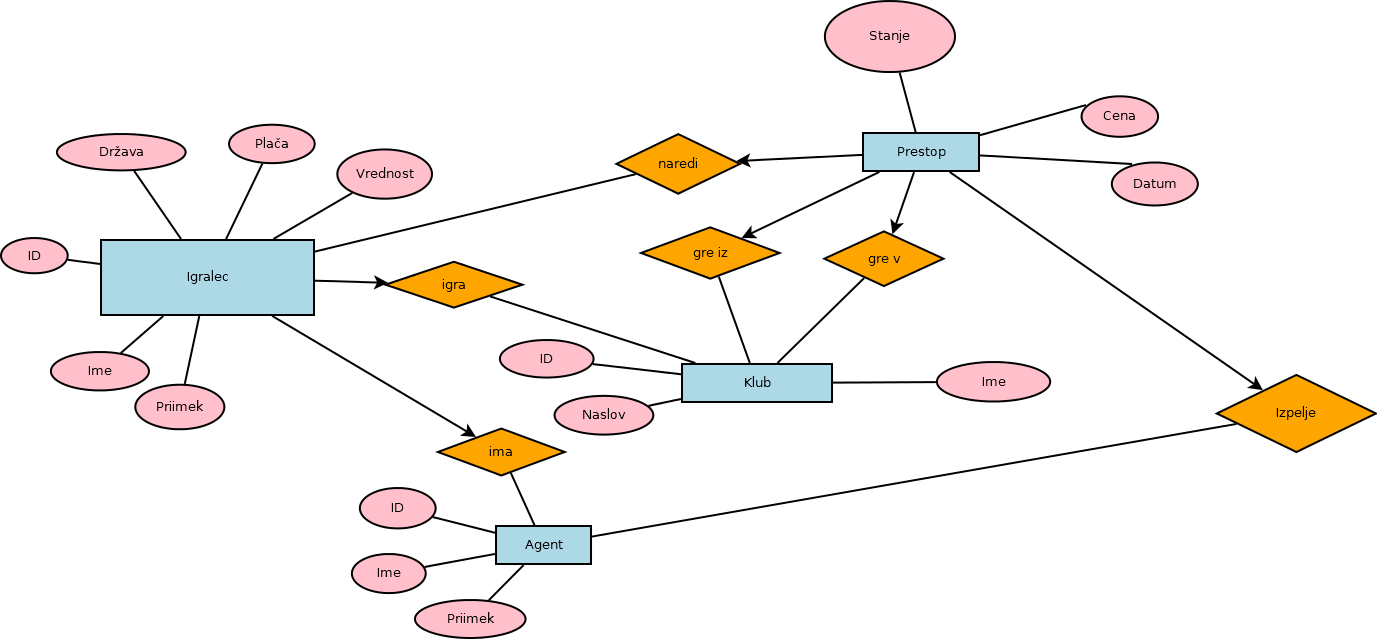 Stanje
Cena
Država
Plača
Prestop
naredi
Vrednost
Datum
ID
gre iz
gre v
Igralec
igra
ID
Ime
Klub
Ime
Priimek
Naslov
Izpelje
ima
ID
Agent
Ime
Priimek